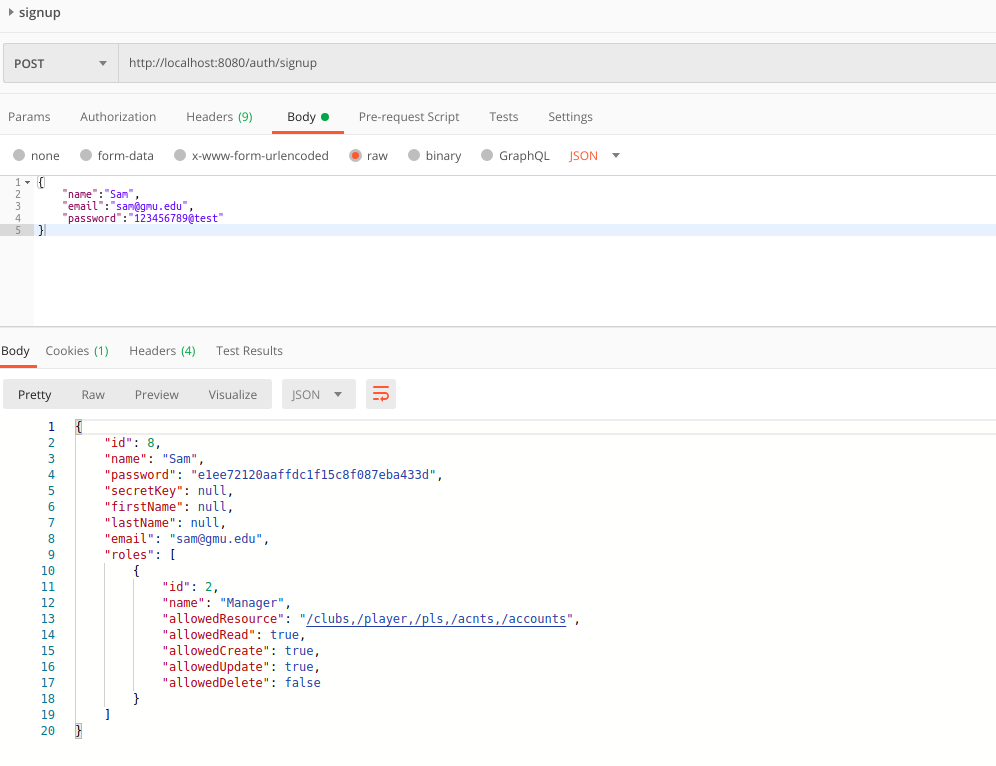 signup
POST http://localhost:8080/auth/signup
Params Authorization Headers (9) Body Pre-request Script Tests Settings
none form-data x-www-form-urlencoded raw binary GraphQL JSON
1 {
2 "name":"Sam",
3 "email":"sam@gmu.edu",
4 "password":"123456789@test"
5 }
Body Cookies (1) Headers (4) Test Results
Pretty Raw Preview Visualize JSON
1 {
2 "id": 8,
3 "name": "Sam",
4 "password": "e1ee72120aaffdc1f15c8f087eba433d",
5 "secretKey": null,
6 "firstName": null,
7 "lastName": null,
8 "email": "sam@gmu.edu",
9 "roles": [
10 {
11 "id": 2,
12 "name": "Manager",
13 "allowedResource": "/clubs,/player,/pls,/acnts,/accounts",
14 "allowedRead": true,
15 "allowedCreate": true,
16 "allowedUpdate": true,
17 "allowedDelete": false
18 }
19 ]
20 }